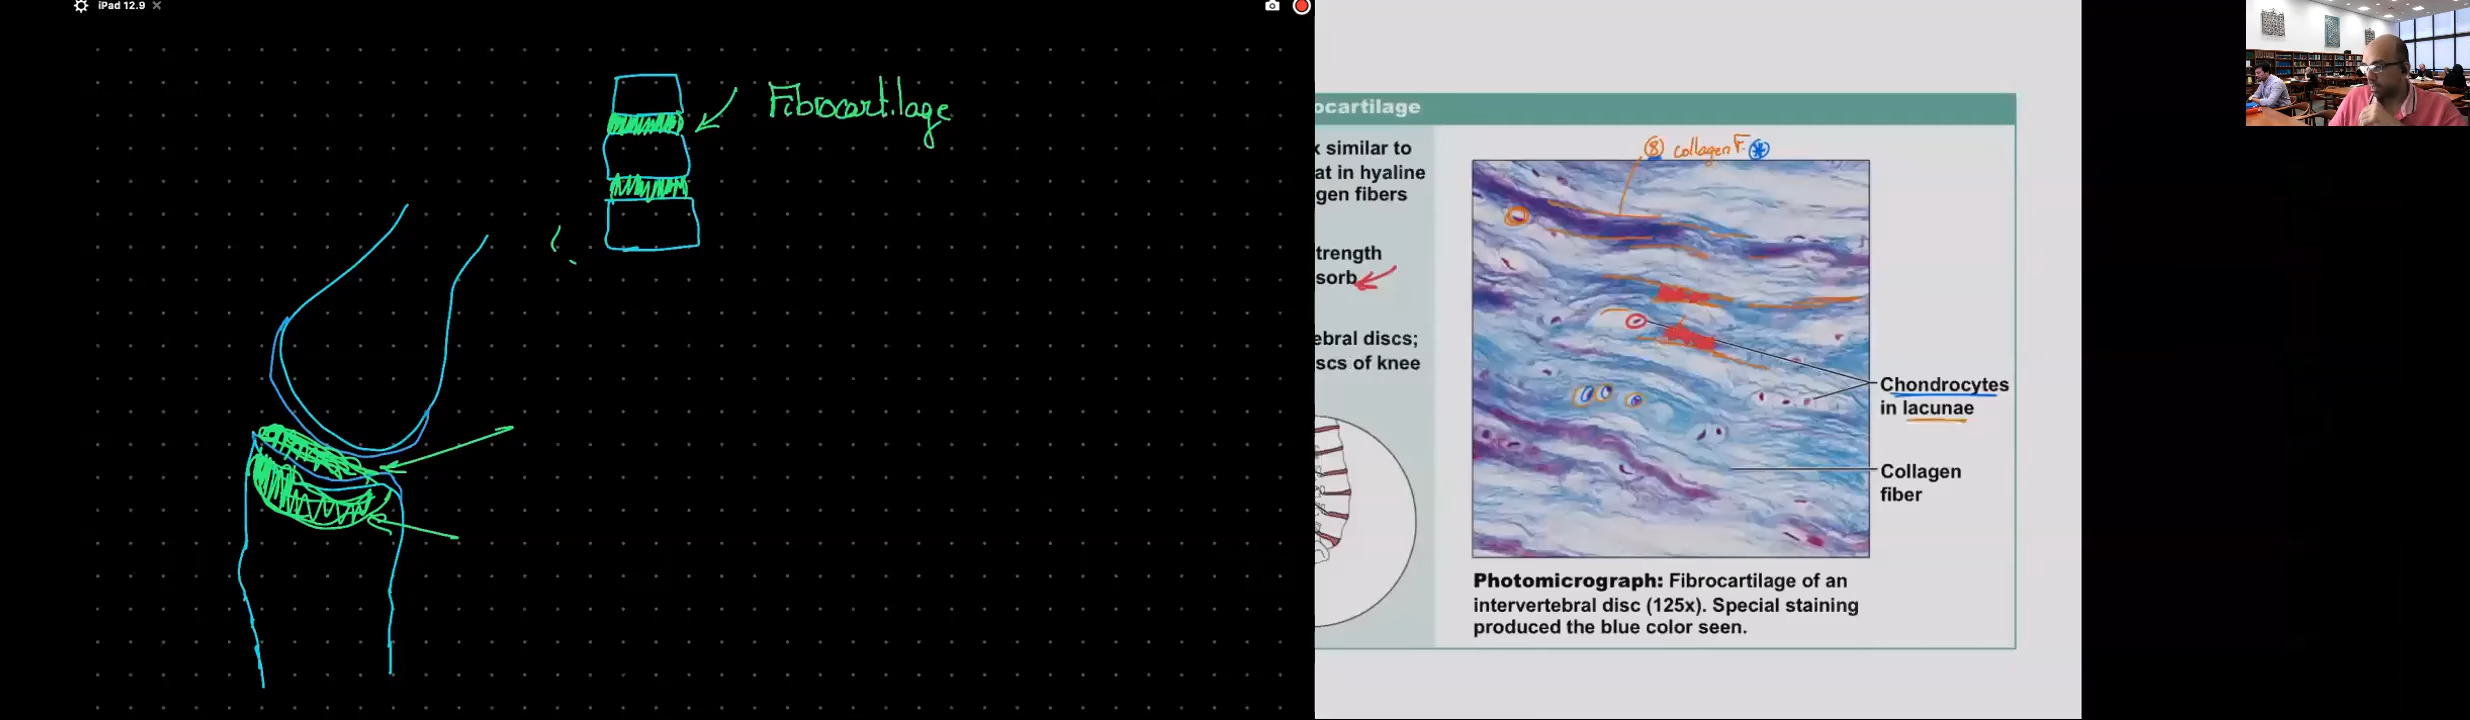 iPad 12.9
Fibrocartilage
ocartilage
similar to
at in hyaline
gen fibers
trength
sorb
ebral discs;
scs of knee
8 collagen F.
Chondrocytes
in lacunae
Collagen
fiber
Photomicrograph: Fibrocartilage of an
intervertebral disc (125x). Special staining
produced the blue color seen.